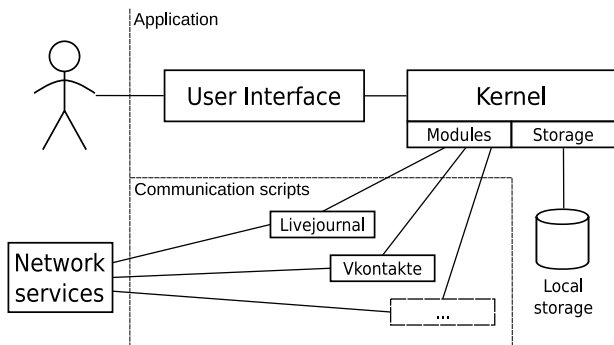 Application
User Interface
Kernel
Modules
Storage
Communication scripts
Livejournal
Vkontakte
Network
services
...
Local
storage